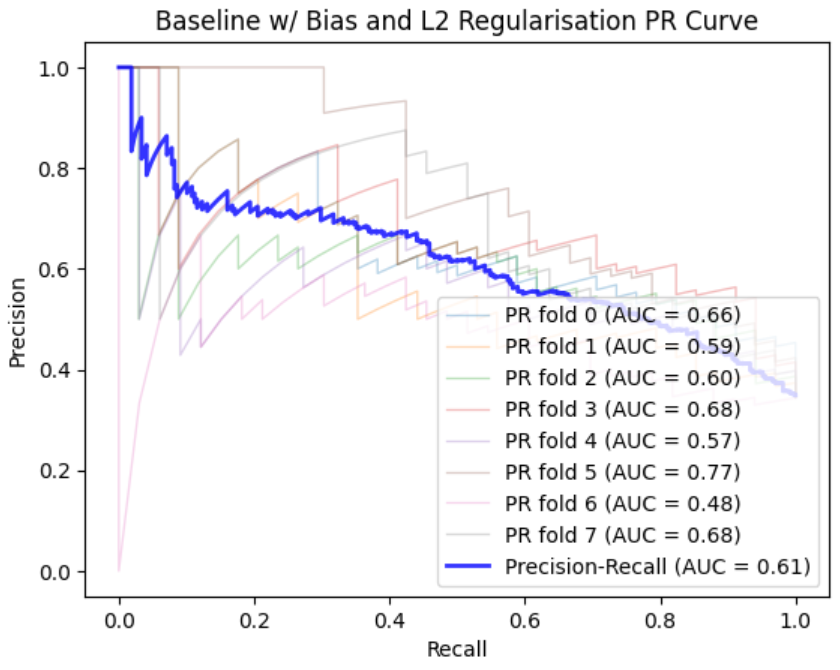 Baseline w/ Bias and L2 Regularisation PR Curve
1.0
0.8
0.6
0.4
0.2
0.0
Precision
PR fold 0 (AUC = 0.66)
PR fold 1 (AUC = 0.59)
PR fold 2 (AUC = 0.60)
PR fold 3 (AUC = 0.68)
PR fold 4 (AUC = 0.57)
PR fold 5 (AUC = 0.77)
PR fold 6 (AUC = 0.48)
PR fold 7 (AUC = 0.68)
Precision-Recall (AUC = 0.61)
0.0 0.2 0.4 0.6 0.8 1.0
Recall